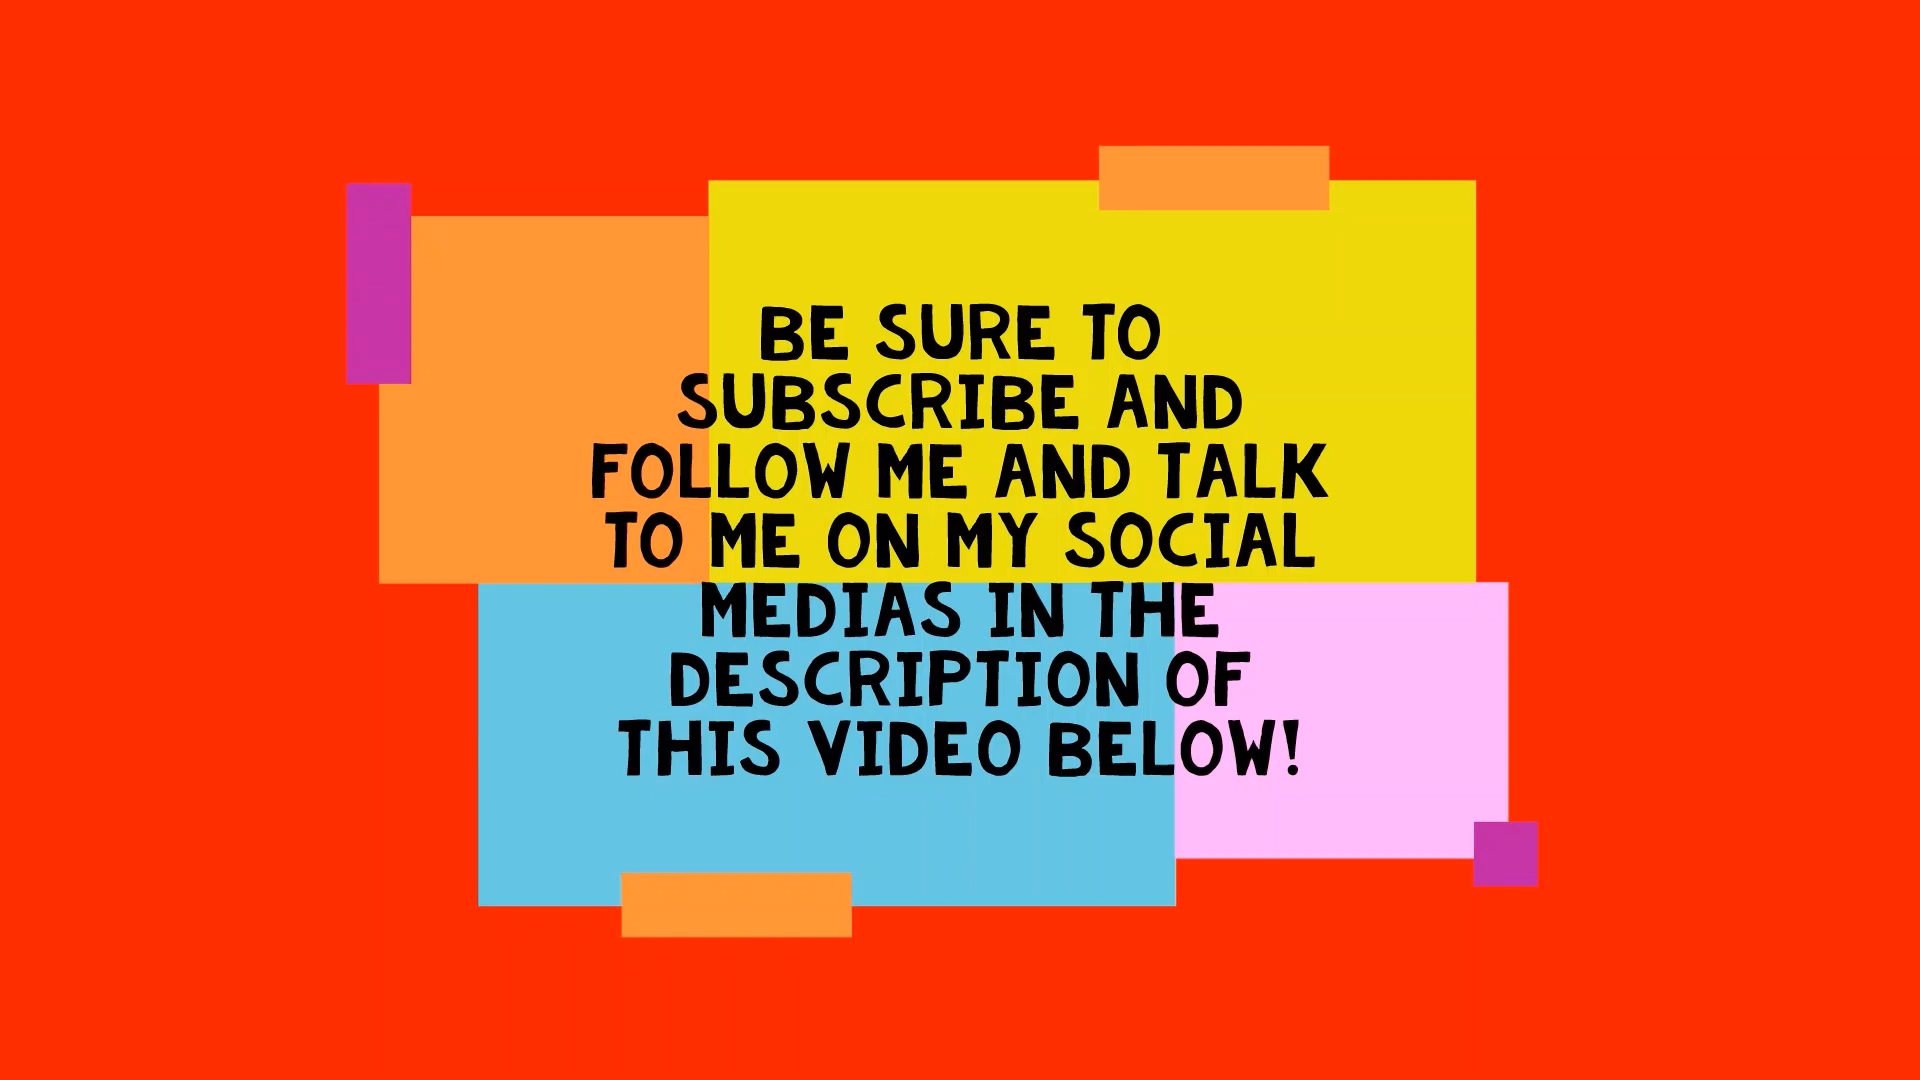 BE SURE TO
SUBSCRIBE AND
FOLLOW ME AND TALK
TO ME ON MY SOCIAL
MEDIAS IN THE
DESCRIPTION OF
THIS VIDEO BELOW!